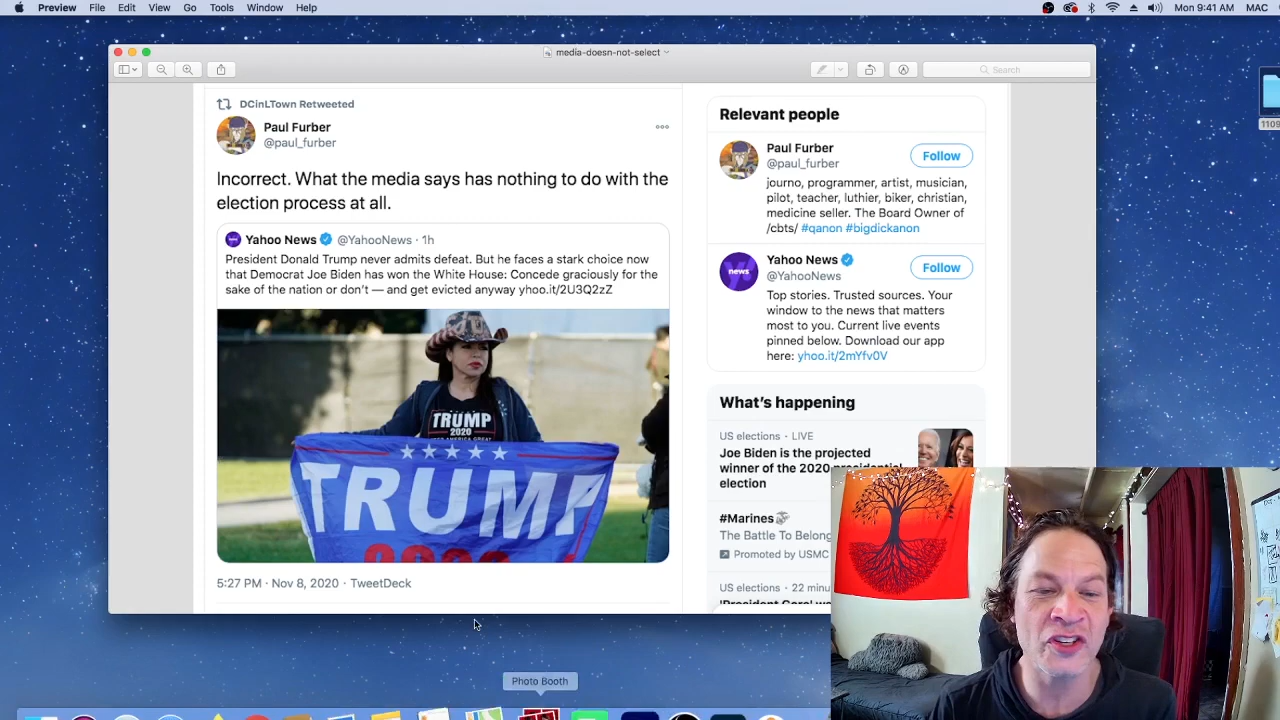 Preview File Edit View Go Tools Window Help
Mon 9:41 AM MAC
media-doesn-not-select
Search
DCinLTown Retweeted
Paul Furber
@paul_furber
Incorrect. What the media says has nothing to do with the
election process at all.
Yahoo News @YahooNews · 1h
President Donald Trump never admits defeat. But he faces a stark choice now
that Democrat Joe Biden has won the White House: Concede graciously for the
sake of the nation or don't — and get evicted anyway yhoo.it/2U3Q2zZ
TRUMP
2020
TRUMP
2020
5:27 PM · Nov 8, 2020 · TweetDeck
Relevant people
Paul Furber
@paul_furber
Follow
journo, programmer, artist, musician,
pilot, teacher, luthier, biker, christian,
medicine seller. The Board Owner of
/cbts/ #qanon #bigdickanon
news
Yahoo News
@YahooNews
Follow
Top stories. Trusted sources. Your
window to the news that matters
most to you. Current live events
pinned below. Download our app
here: yhoo.it/2mYfv0V
What's happening
US elections · LIVE
Joe Biden is the projected
winner of the 2020 presidential
election
#Marines
The Battle To Belong
Promoted by USMC
US elections · 22 minu
1109
Photo Booth